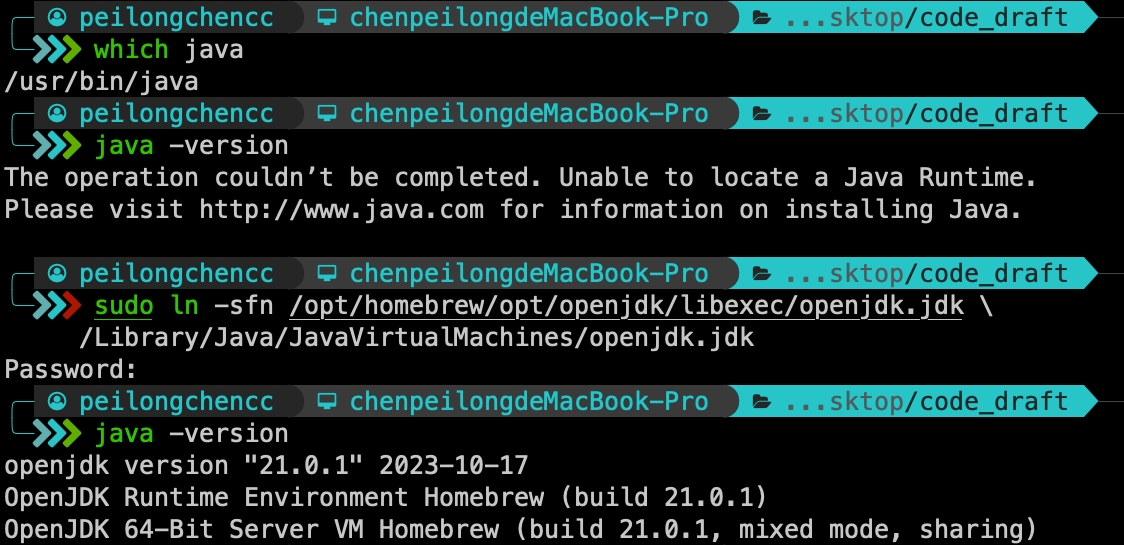 peilongchencc chenpeilongdeMacBook-Pro ...sktop/code_draft
which java
/usr/bin/java
peilongchencc chenpeilongdeMacBook-Pro ...sktop/code_draft
java -version
The operation couldn’t be completed. Unable to locate a Java Runtime.
Please visit http://www.java.com for information on installing Java.
peilongchencc chenpeilongdeMacBook-Pro ...sktop/code_draft
sudo ln -sfn /opt/homebrew/opt/openjdk/libexec/openjdk.jdk \
/Library/Java/JavaVirtualMachines/openjdk.jdk
Password:
peilongchencc chenpeilongdeMacBook-Pro ...sktop/code_draft
java -version
openjdk version "21.0.1" 2023-10-17
OpenJDK Runtime Environment Homebrew (build 21.0.1)
OpenJDK 64-Bit Server VM Homebrew (build 21.0.1, mixed mode, sharing)